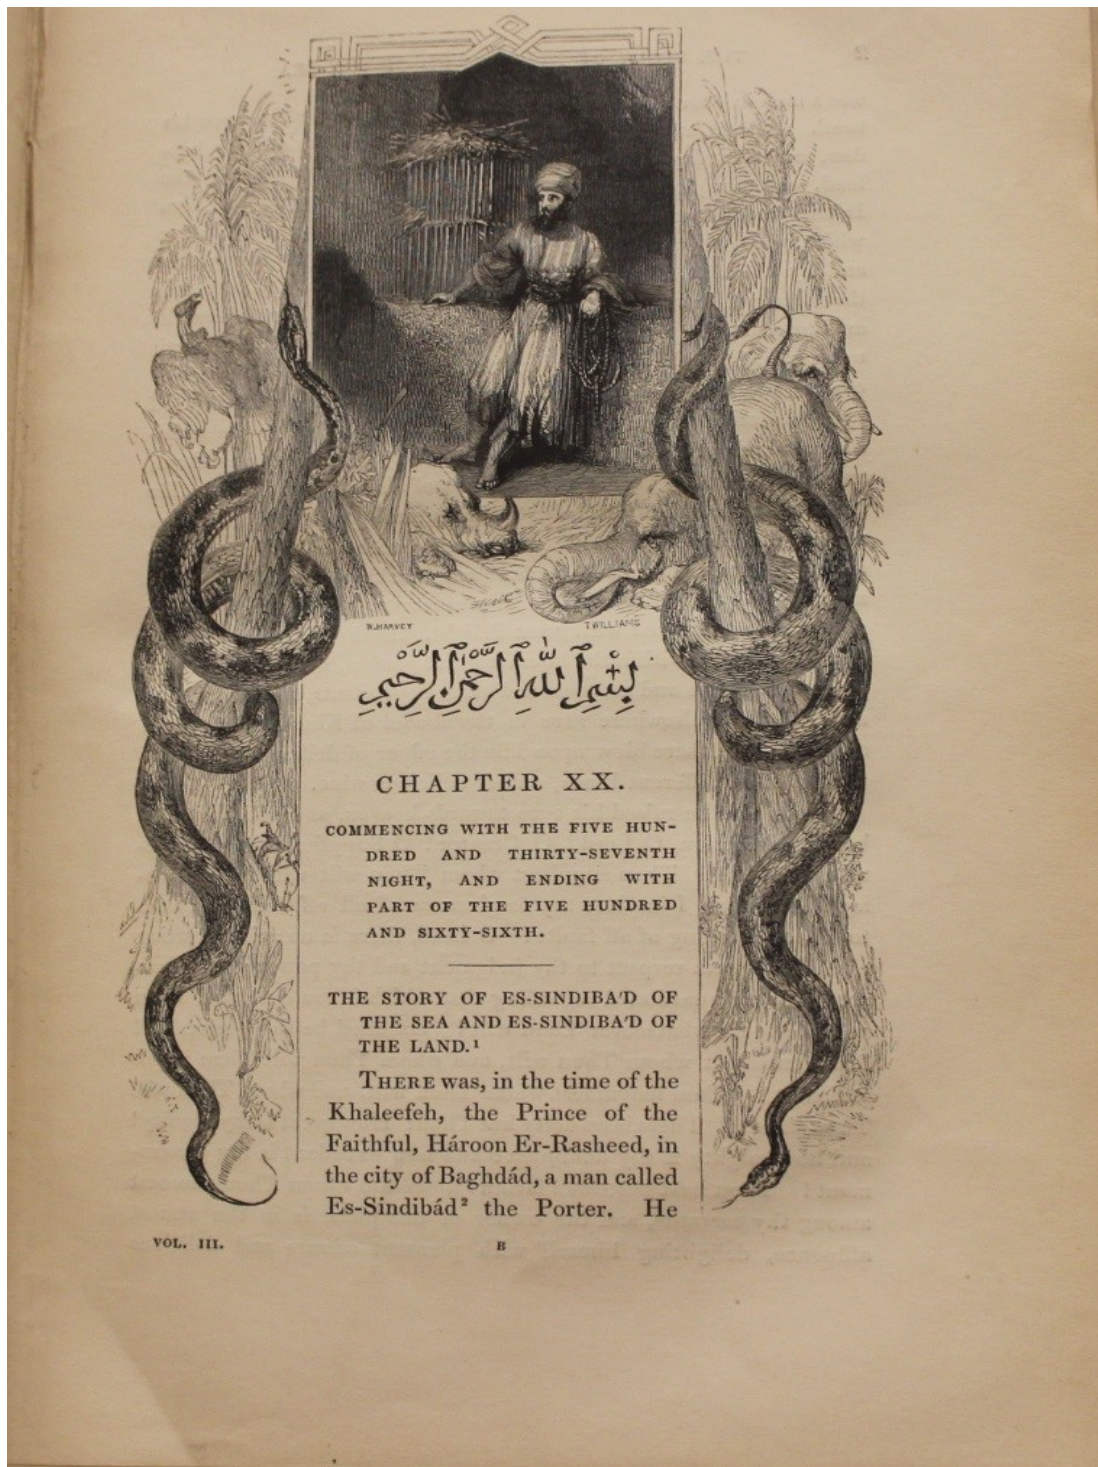 W.HARVEY
T WILLIAMS
بِسْمِ ٱللّٰهِ ٱلرَّحْمٰنِ ٱلرَّحِيمِ
CHAPTER XX.
COMMENCING WITH THE FIVE HUN-
DRED AND THIRTY-SEVENTH
NIGHT, AND ENDING WITH
PART OF THE FIVE HUNDRED
AND SIXTY-SIXTH.
THE STORY OF ES-SINDIBA'D OF
THE SEA AND ES-SINDIBA'D OF
THE LAND.¹
THERE was, in the time of the
Khaleefeh, the Prince of the
Faithful, Hároon Er-Rasheed, in
the city of Baghdád, a man called
Es-Sindibád² the Porter. He
VOL. III.
B